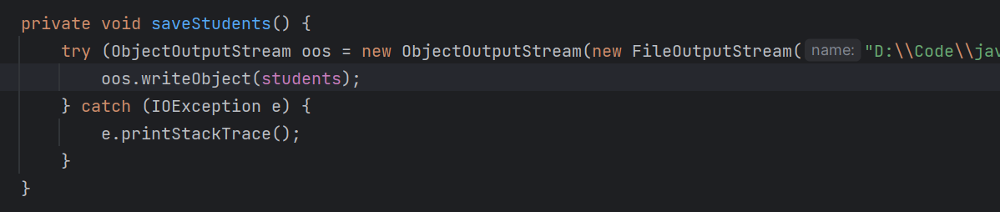 private void saveStudents() {
try (ObjectOutputStream oos = new ObjectOutputStream(new FileOutputStream( name: "D:\\Code\\jav
oos.writeObject(students);
} catch (IOException e) {
e.printStackTrace();
}
}